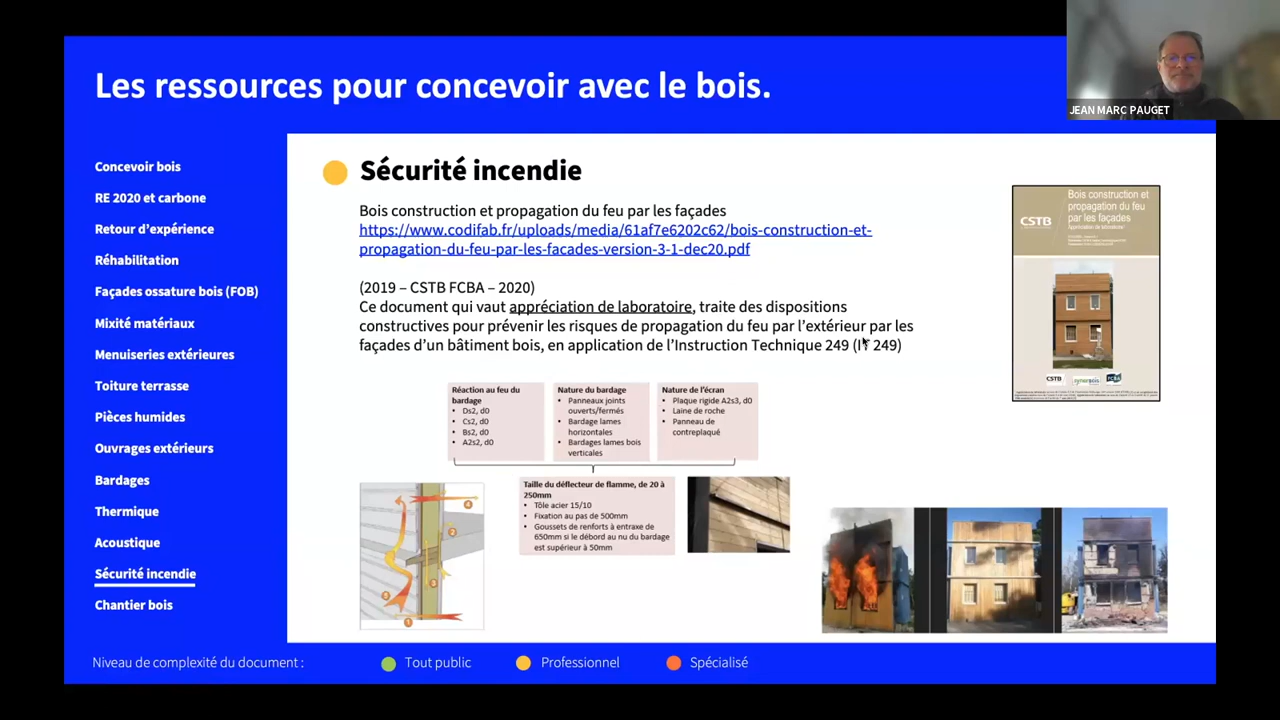 Les ressources pour concevoir avec le bois.
JEAN MARC PAUGET
Concevoir bois
RE 2020 et carbone
Retour d'expérience
Réhabilitation
Façades ossature bois (FOB)
Mixité matériaux
Menuiseries extérieures
Toiture terrasse
Pièces humides
Ouvrages extérieurs
Bardages
Thermique
Acoustique
Sécurité incendie
Chantier bois
Sécurité incendie
Bois construction et propagation du feu par les façades
https://www.codifab.fr/uploads/media/61af7e6202c62/bois-construction-et-
propagation-du-feu-par-les-facades-version-3-1-dec20.pdf
(2019 – CSTB FCBA – 2020)
Ce document qui vaut appréciation de laboratoire, traite des dispositions
constructives pour prévenir les risques de propagation du feu par l'extérieur par les
façades d'un bâtiment bois, en application de l'Instruction Technique 249 (IT 249)
Bois construction et
propagation du feu
par les façades
Appréciation de laboratoire
CSTB
CSTB
Réaction au feu du
bardage
• Ds2, d0
• Cs2, d0
• Bs2, d0
• A2s2, d0
Nature du bardage
• Panneaux joints
ouverts/fermés
• Bardage lames
horizontales
• Bardages lames bois
verticales
Nature de l'écran
• Plaque rigide A2s3, d0
• Laine de roche
• Panneau de
contreplaqué
Taille du déflecteur de flamme, de 20 à
250mm
• Tôle acier 15/10
• Fixation au pas de 500mm
• Goussets de renforts à entraxe de
650mm si le débord au nu du bardage
est supérieur à 50mm
4
2
3
5
1
Niveau de complexité du document :
Tout public
Professionnel
Spécialisé